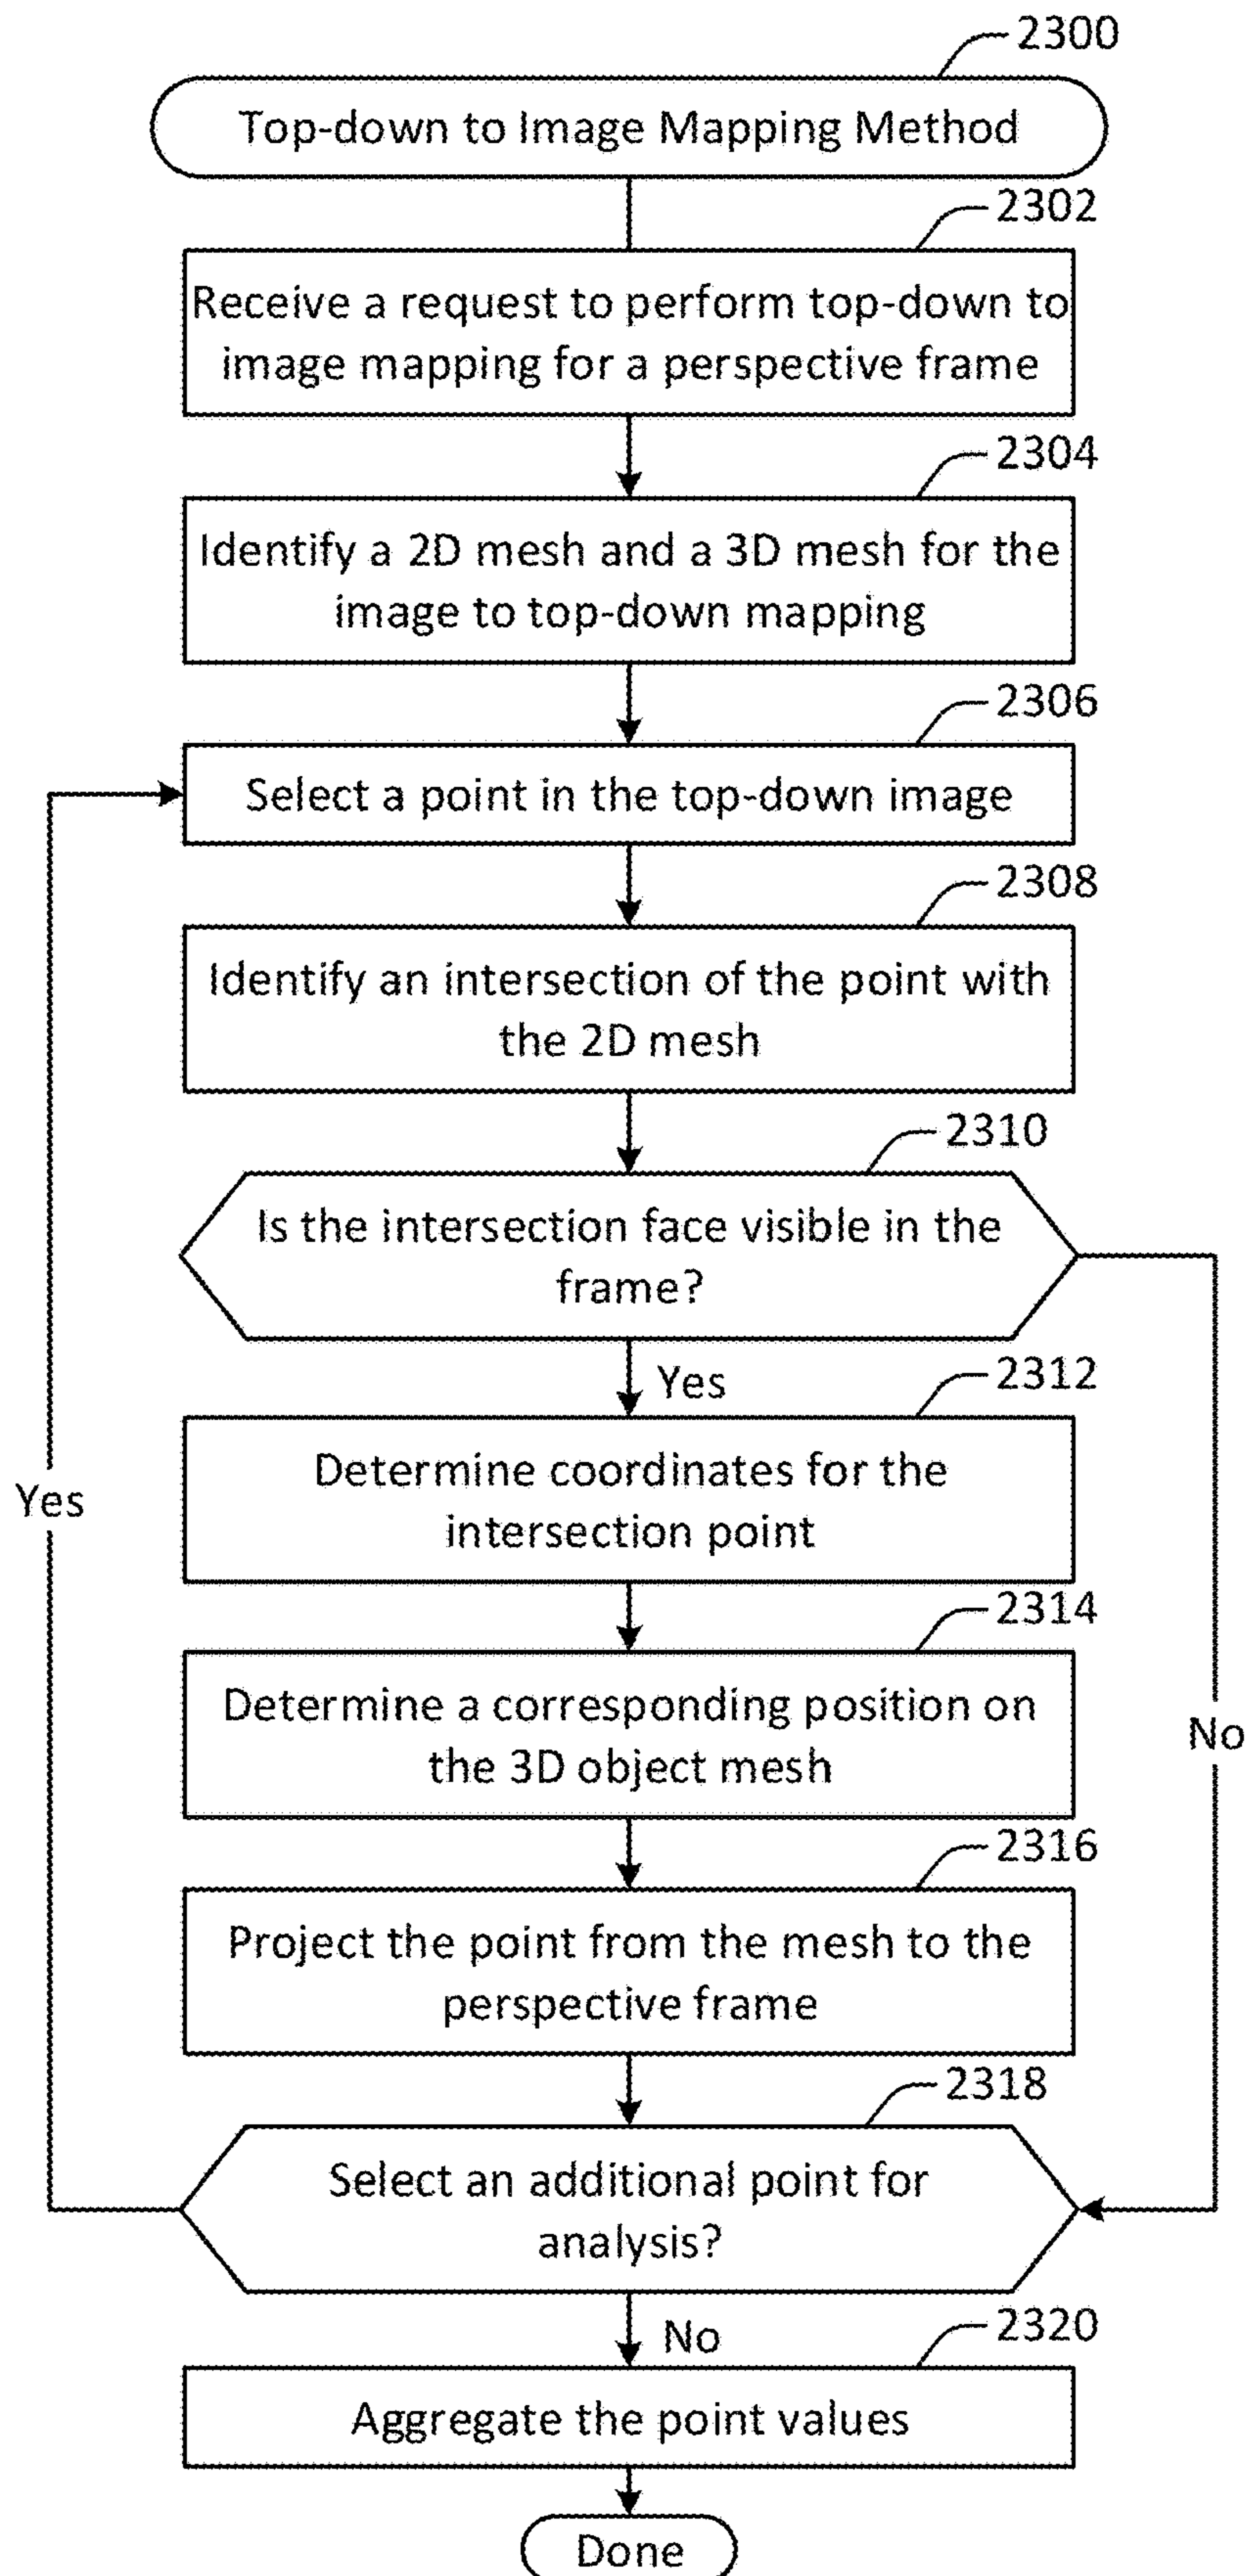 2300
Top-down to Image Mapping Method
2302
Receive a request to perform top-down to
image mapping for a perspective frame
2304
Identify a 2D mesh and a 3D mesh for the
image to top-down mapping
2306
Select a point in the top-down image
2308
Identify an intersection of the point with
the 2D mesh
2310
Is the intersection face visible in the
frame?
Yes
2312
Determine coordinates for the
intersection point
Yes
2314
Determine a corresponding position on
the 3D object mesh
No
2316
Project the point from the mesh to the
perspective frame
2318
Select an additional point for
analysis?
No
2320
Aggregate the point values
Done